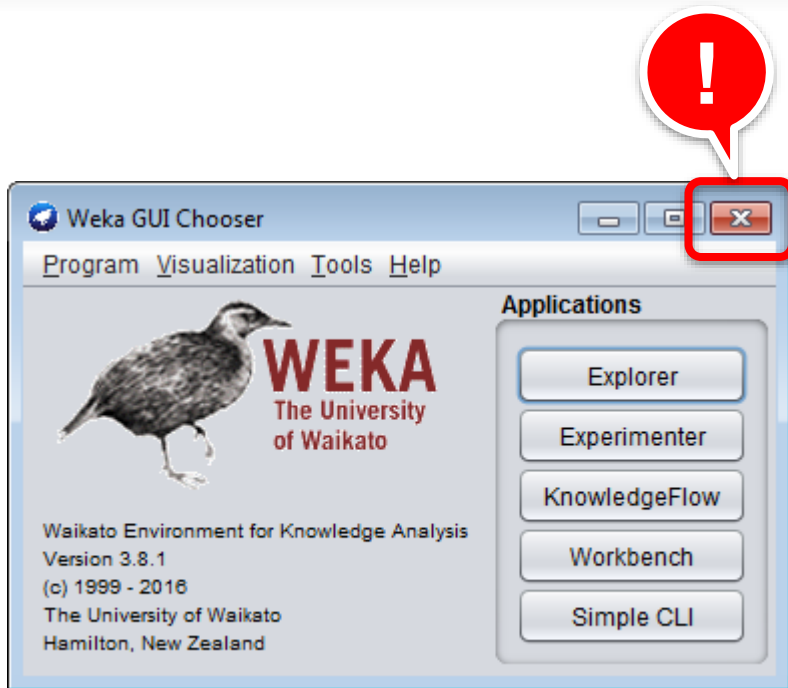 !
Weka GUI Chooser
Program Visualization Tools Help
Applications
WEKA
The University
of Waikato
Explorer
Experimenter
KnowledgeFlow
Workbench
Simple CLI
Waikato Environment for Knowledge Analysis
Version 3.8.1
(c) 1999 - 2016
The University of Waikato
Hamilton, New Zealand